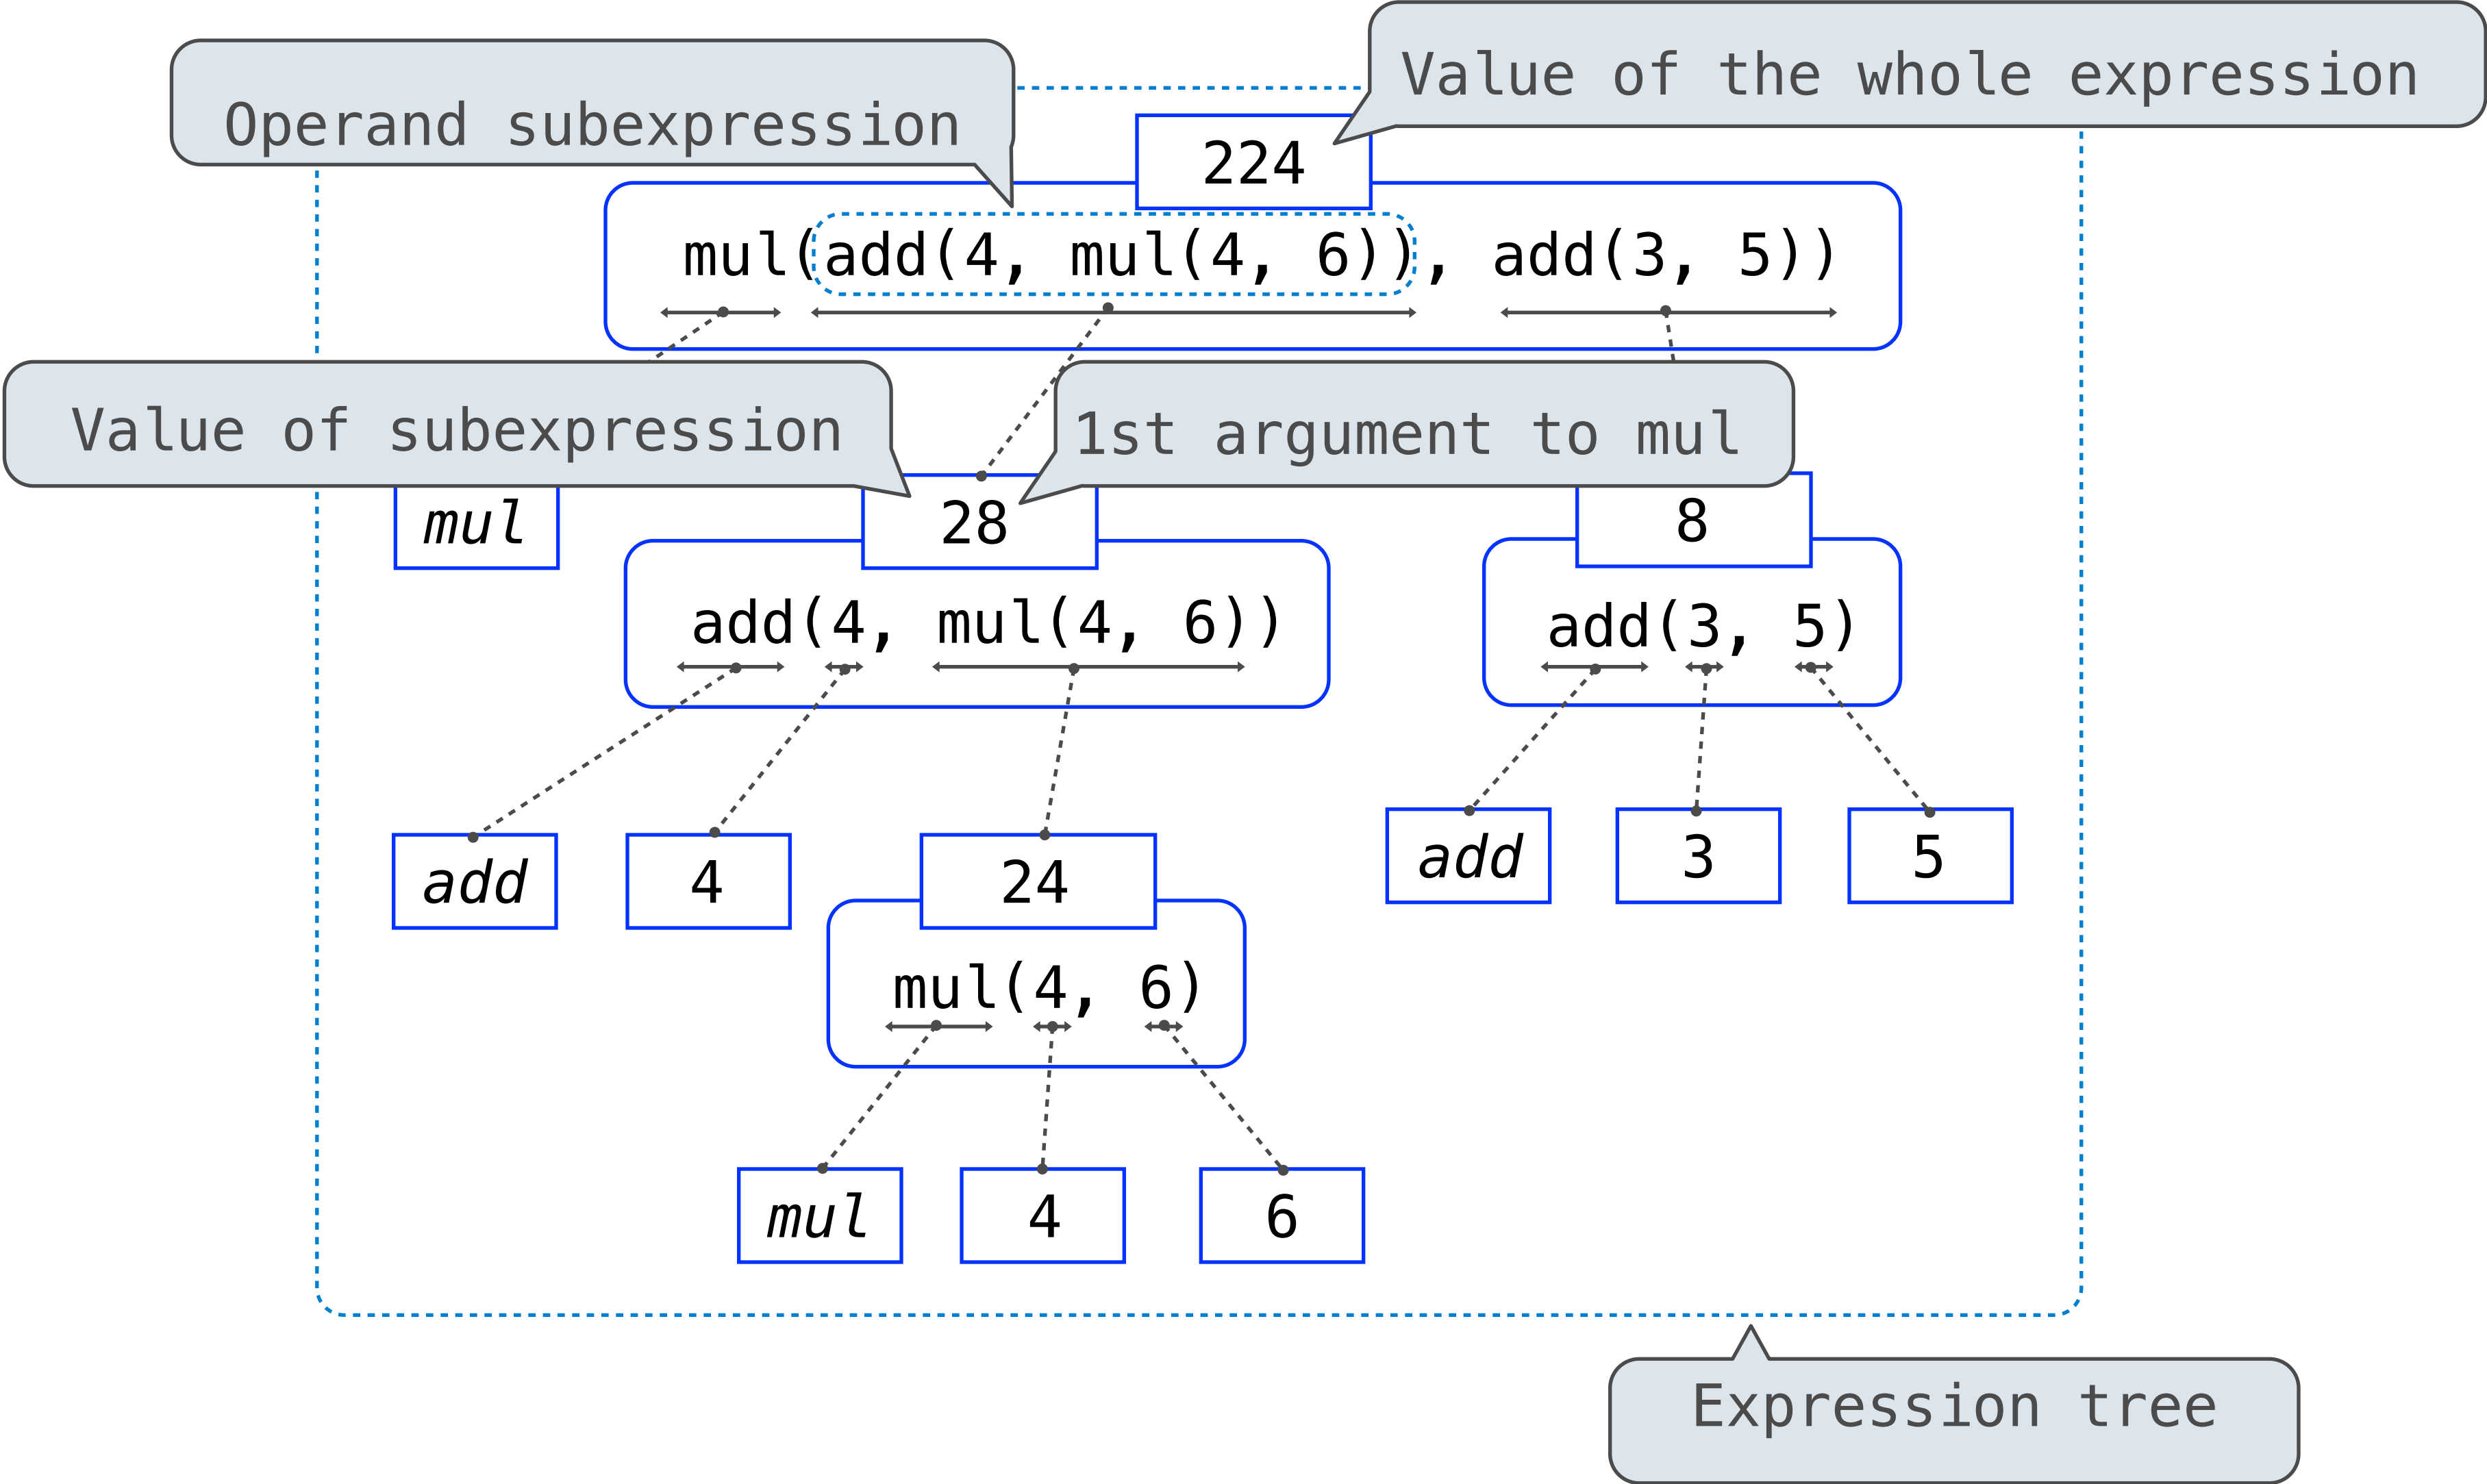 Value of the whole expression
Operand subexpression
224
mul(add(4, mul(4, 6)), add(3, 5))
Value of subexpression
1st argument to mul
mul
28
8
add(4, mul(4, 6))
add(3, 5)
add
4
24
add
3
5
mul(4, 6)
mul
4
6
Expression tree